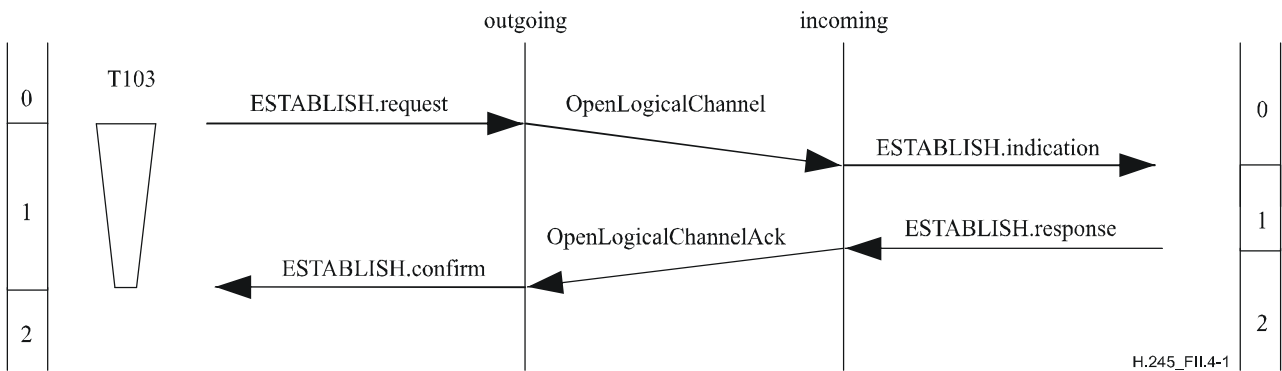 outgoing
incoming
T103
0
ESTABLISH.request
OpenLogicalChannel
0
ESTABLISH.indication
1
OpenLogicalChannelAck
ESTABLISH.response
1
ESTABLISH.confirm
2
2
H.245_FII.4-1